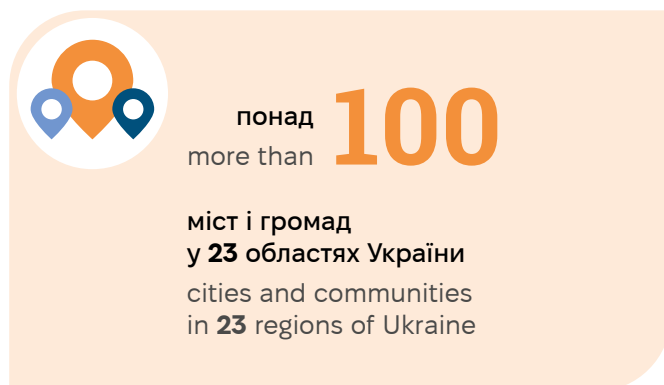 понад
more than
100
міст і громад
у 23 областях України
cities and communities
in 23 regions of Ukraine